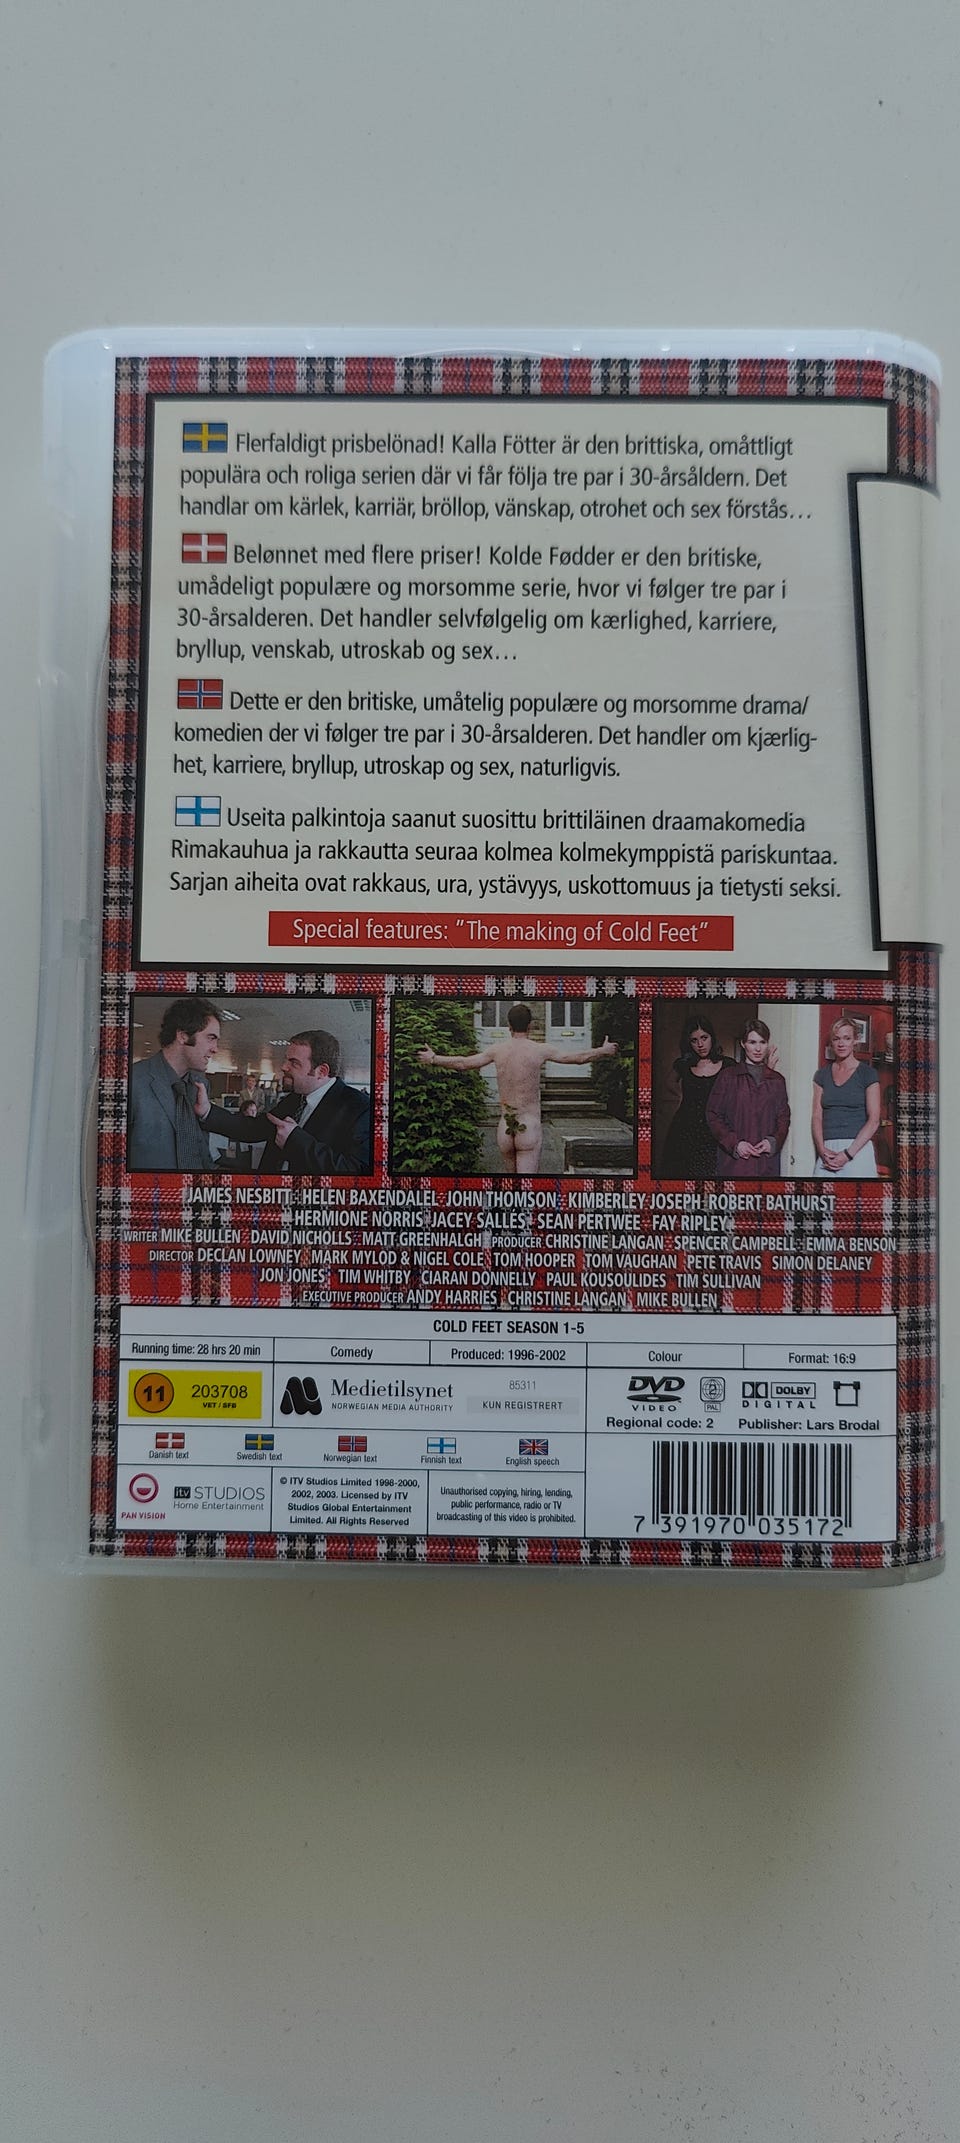 Flerfaldigt prisbelönad! Kalla Fötter är den brittiska, omåttligt
populära och roliga serien där vi får följa tre par i 30-årsåldern. Det
handlar om kärlek, karriär, bröllop, vänskap, otrohet och sex förstås...
Belønnet med flere priser! Kolde Fødder er den britiske,
umådeligt populære og morsomme serie, hvor vi følger tre par i
30-årsalderen. Det handler selvfølgelig om kærlighed, karriere,
bryllup, venskab, utroskab og sex...
Dette er den britiske, umåtelig populære og morsomme drama/
komedien der vi følger tre par i 30-årsalderen. Det handler om kjærlig-
het, karriere, bryllup, utroskap og sex, naturligvis.
Useita palkintoja saanut suosittu brittiläinen draamakomedia
Rimakauhua ja rakkautta seuraa kolmea kolmekymppistä pariskuntaa.
Sarjan aiheita ovat rakkaus, ura, ystävyys, uskottomuus ja tietysti seksi.
Special features: "The making of Cold Feet"
JAMES NESBITT HELEN BAXENDALEL JOHN THOMSON KIMBERLEY JOSEPH ROBERT BATHURST
HERMIONE NORRIS JACEY SALLES SEAN PERTWEE FAY RIPLEY
WRITER MIKE BULLEN DAVID NICHOLLS MATT GREENHALGH PRODUCER CHRISTINE LANGAN SPENCER CAMPBELL EMMA BENSON
DIRECTOR DECLAN LOWNEY MARK MYLOD & NIGEL COLE TOM HOOPER TOM VAUGHAN PETE TRAVIS SIMON DELANEY
JON JONES TIM WHITBY CIARAN DONNELLY PAUL KOUSOULIDES TIM SULLIVAN
EXECUTIVE PRODUCER ANDY HARRIES CHRISTINE LANGAN MIKE BULLEN
COLD FEET SEASON 1-5
Running time: 28 hrs 20 min Comedy Produced: 1996-2002 Colour Format: 16:9
11 203708
VET / SFB
Medietilsynet
NORWEGIAN MEDIA AUTHORITY
85311
KUN REGISTRERT
DVD
VIDEO
2
PAL
DOLBY
DIGITAL
Regional code: 2 Publisher: Lars Brodal
Danish text Swedish text Norwegian text Finnish text English speech
PAN VISION
itv STUDIOS
Home Entertainment
© ITV Studios Limited 1998-2000,
2002, 2003. Licensed by ITV
Studios Global Entertainment
Limited. All Rights Reserved
Unauthorised copying, hiring, lending,
public performance, radio or TV
broadcasting of this video is prohibited.
7 391970 035172
www.panvision.com